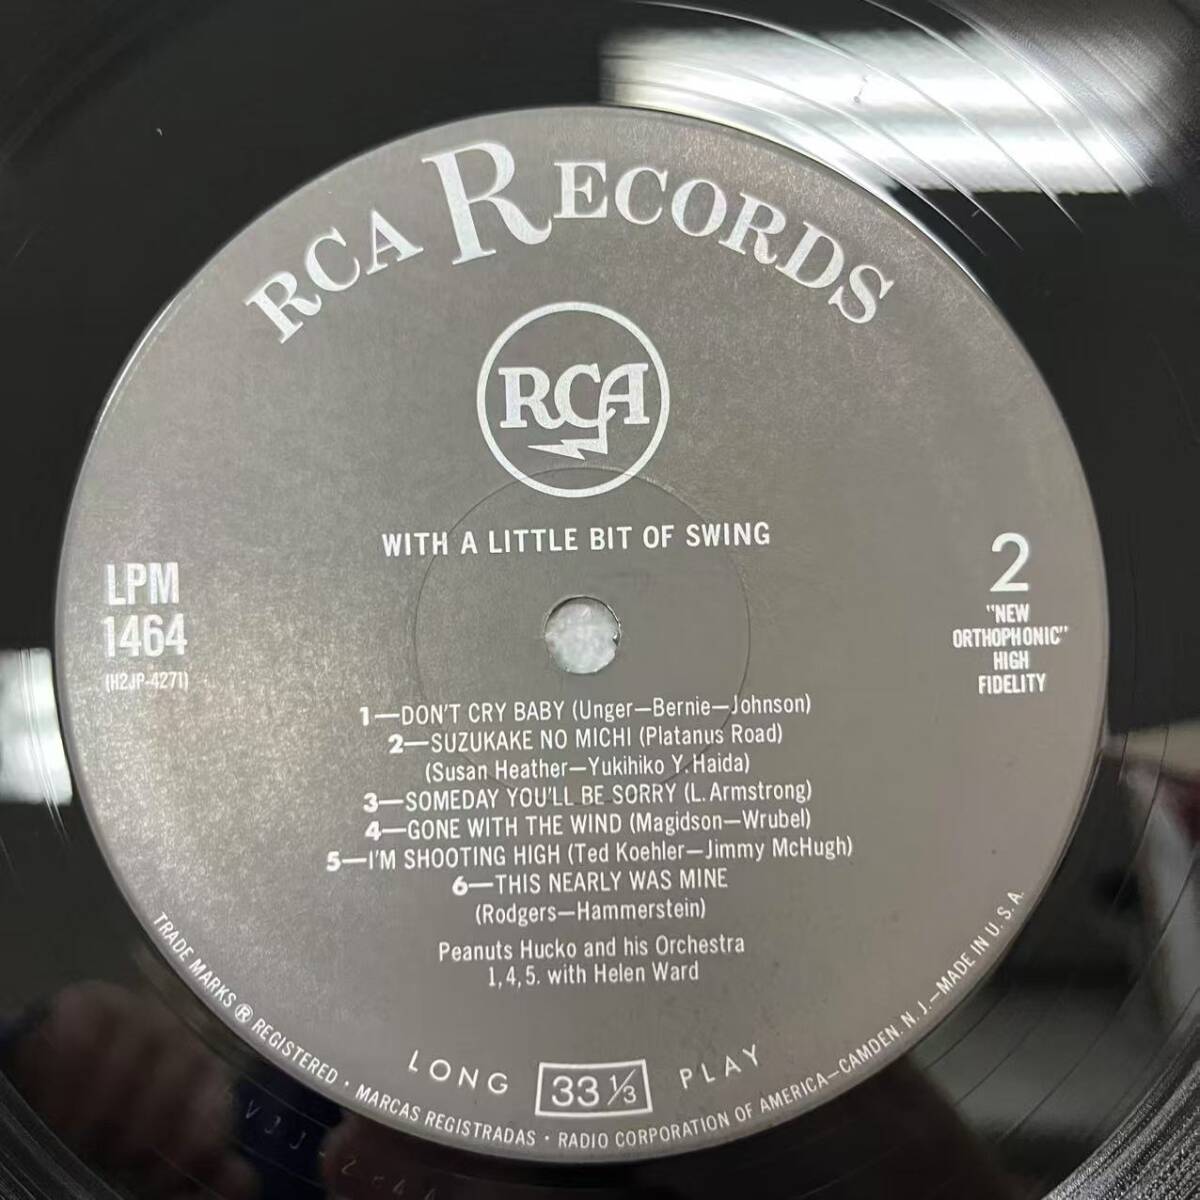 RCA RECORDS
RCA
WITH A LITTLE BIT OF SWING
LPM
1464
(H2JP-4271)
2
"NEW
ORTHOPHONIC"
HIGH
FIDELITY
1—DON'T CRY BABY (Unger—Bernie—Johnson)
2—SUZUKAKE NO MICHI (Platanus Road)
(Susan Heather—Yukihiko Y. Haida)
3—SOMEDAY YOU'LL BE SORRY (L. Armstrong)
4—GONE WITH THE WIND (Magidson—Wrubel)
5—I'M SHOOTING HIGH (Ted Koehler—Jimmy McHugh)
6—THIS NEARLY WAS MINE
(Rodgers—Hammerstein)
Peanuts Hucko and his Orchestra
1, 4, 5. with Helen Ward
LONG 33 1/3 PLAY
TRADE MARKS ® REGISTERED • MARCAS REGISTRADAS • RADIO CORPORATION OF AMERICA—CAMDEN, N. J.—MADE IN U. S. A.